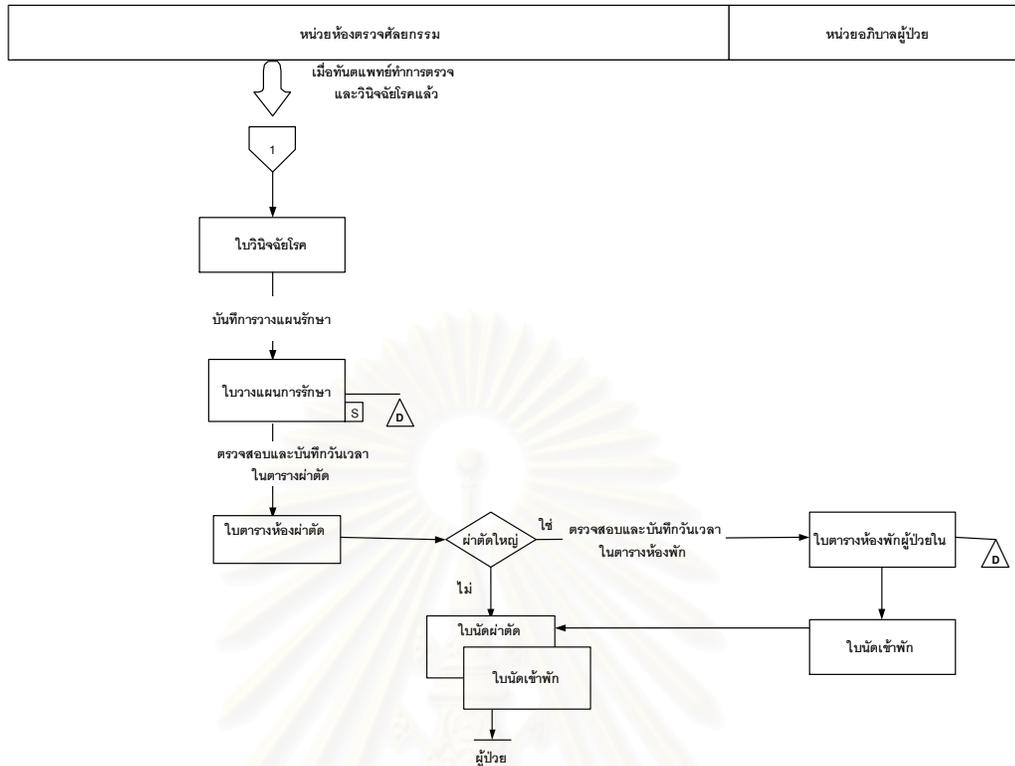 หน่วยห้องตรวจศัลยกรรม
หน่วยอภิบาลผู้ป่วย
เมื่อทันตแพทย์ทำการตรวจ
และวินิจฉัยโรคแล้ว
1
ใบวินิจฉัยโรค
บันทึการวางแผนรักษา
ใบวางแผนการรักษา
S
D
ตรวจสอบและบันทึกวันเวลา
ในตารางผ่าตัด
ใบตารางห้องผ่าตัด
ผ่าตัดใหญ่
ใช่
ตรวจสอบและบันทึกวันเวลา
ในตารางห้องพัก
ใบตารางห้องพักผู้ป่วยใน
D
ไม่
ใบนัดผ่าตัด
ใบนัดเข้าพัก
ใบนัดเข้าพัก
ผู้ป่วย